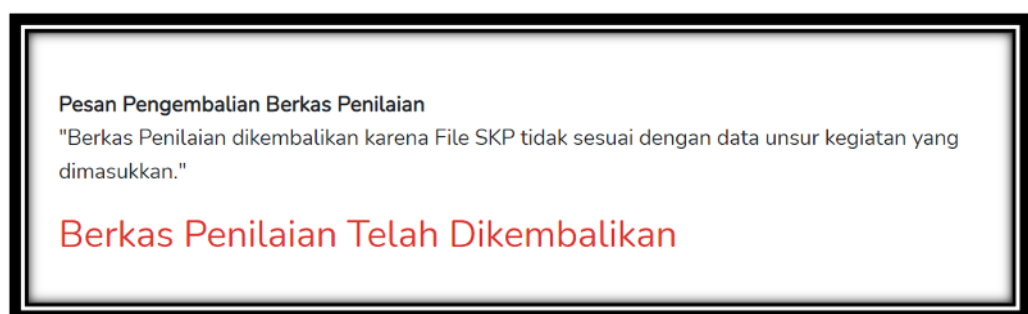 Pesan Pengembalian Berkas Penilaian
"Berkas Penilaian dikembalikan karena File SKP tidak sesuai dengan data unsur kegiatan yang
dimasukkan."
Berkas Penilaian Telah Dikembalikan